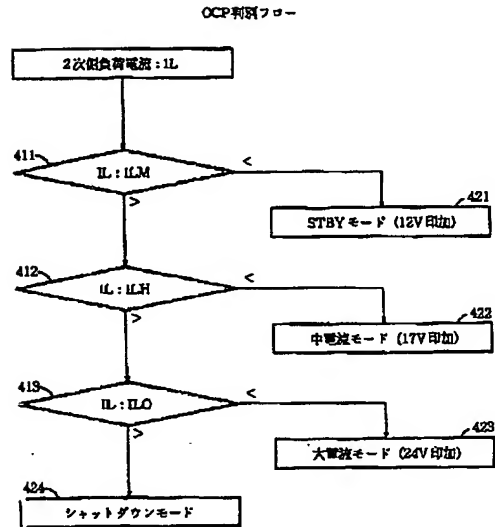 OCP判別フロー
2次側負荷電流:IL
411
IL:ILM
<
>
421
STBYモード (12V印加)
412
IL:ILH
<
>
422
中電流モード (17V印加)
413
IL:ILO
<
>
423
大電流モード (24V印加)
424
シャットダウンモード